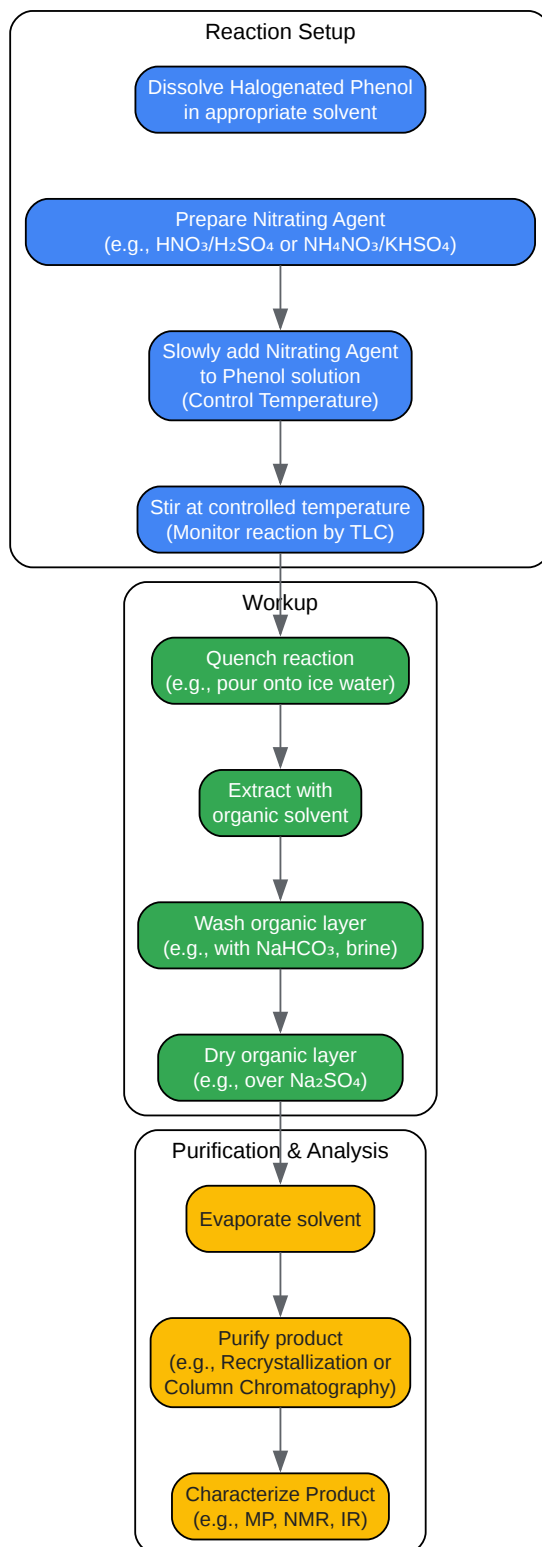 Reaction Setup
Dissolve Halogenated Phenol
in appropriate solvent
Prepare Nitrating Agent
(e.g., HNO₃/H₂SO₄ or NH₄NO₃/KHSO₄)
Slowly add Nitrating Agent
to Phenol solution
(Control Temperature)
Stir at controlled temperature
(Monitor reaction by TLC)
Workup
Quench reaction
(e.g., pour onto ice water)
Extract with
organic solvent
Wash organic layer
(e.g., with NaHCO₃, brine)
Dry organic layer
(e.g., over Na₂SO₄)
Purification & Analysis
Evaporate solvent
Purify product
(e.g., Recrystallization or
Column Chromatography)
Characterize Product
(e.g., MP, NMR, IR)